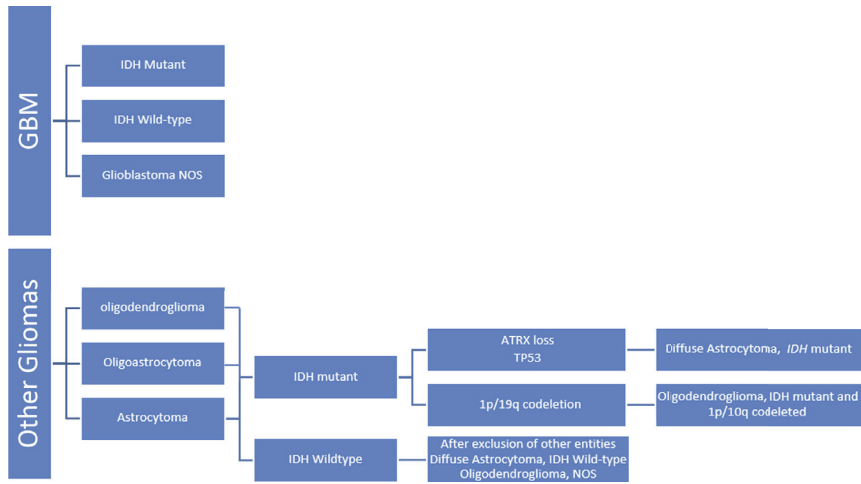 GBM
IDH Mutant
IDH Wild-type
Glioblastoma NOS
Other Gliomas
oligodendroglioma
Oligoastrocytoma
Astrocytoma
IDH mutant
IDH Wildtype
ATRX loss
TP53
1p/19q codeletion
After exclusion of other entities
Diffuse Astrocytoma, IDH Wild-type
Oligodendroglioma, NOS
Diffuse Astrocytoma, IDH mutant
Oligodendroglioma, IDH mutant and
1p/10q codeleted